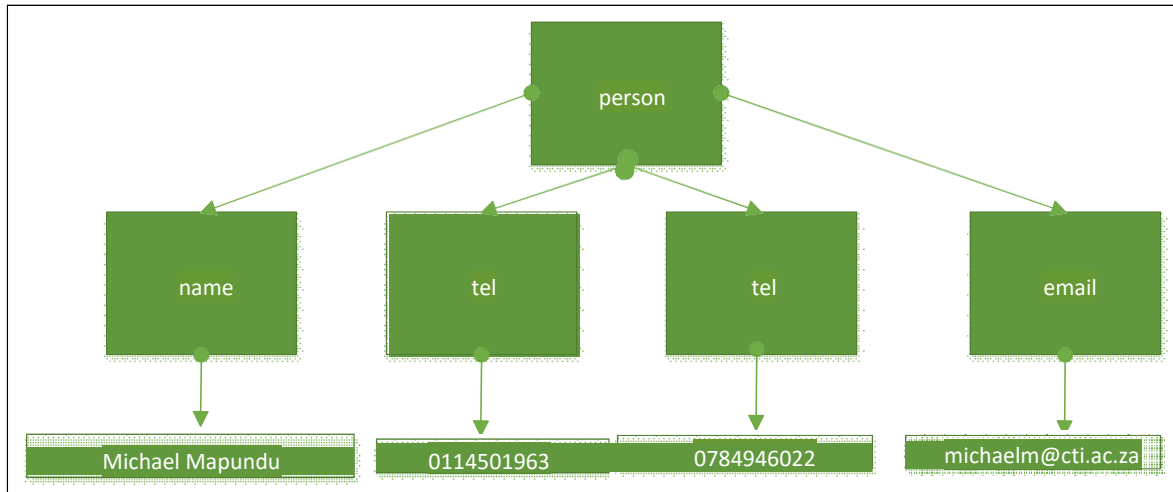 person
name
tel
tel
email
Michael Mapundu
0114501963
0784946022
michaelm@cti.ac.za